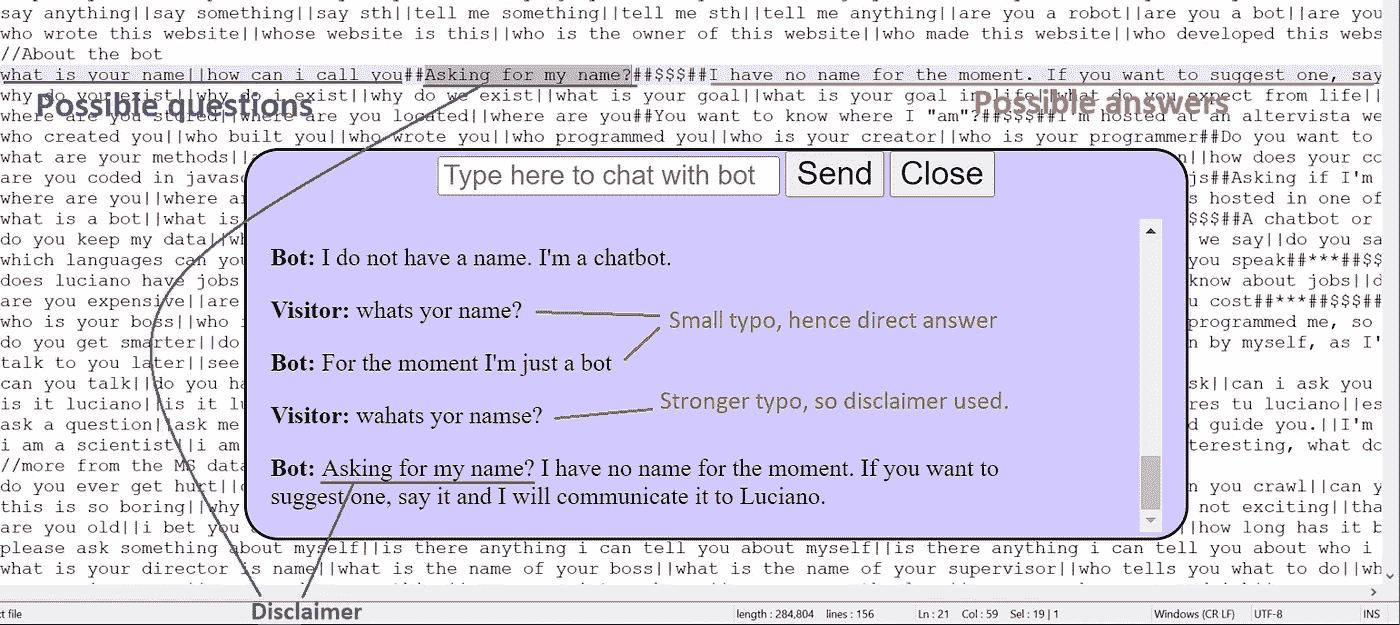 say anything||say something||say sth||tell me something||tell me sth||tell me anything||are you a robot||are you a bot||are you
who wrote this website||whose website is this||who is the owner of this website||who made this website||who developed this webs
//About the bot
what is your name||how can i call you##Asking for my name?##$$$##I have no name for the moment. If you want to suggest one, say
why do you exist||why do i exist||why do we exist||what is your goal||what is your goal in life||what do you expect from life||
Possible questions
Possible answers
where are you stored||where are you located||where are you##You want to know where I "am"?##$$$##I'm hosted at an altervista we
who created you||who built you||who wrote you||who programmed you||who is your creator||who is your programmer##Do you want to
what are your methods||
n||how does your co
are you coded in javasc
js##Asking if I'm
where are you||where ar
s hosted in one of
what is a bot||what is
$$$##A chatbot or
do you keep my data||wh
we say||do you sa
which languages can you
you speak##***##$$
does luciano have jobs
know about jobs||d
are you expensive||are
u cost##***##$$$##
who is your boss||who i
programmed me, so
do you get smarter||do
n by myself, as I'
talk to you later||see
can you talk||do you ha
sk||can i ask you
is it luciano||is it lu
res tu luciano||es
ask a question||ask me
d guide you.||I'm
i am a scientist||i am
teresting, what do
//more from the MS data
do you ever get hurt||d
n you crawl||can y
this is so boring||why
not exciting||tha
are you old||i bet you
||how long has it b
please ask something about myself||is there anything i can tell you about myself||is there anything i can tell you about who i
what is your director is name||what is the name of your boss||what is the name of your supervisor||who tells you what to do||wh
Type here to chat with bot
Send
Close
Bot: I do not have a name. I'm a chatbot.
Visitor: whats yor name?
Small typo, hence direct answer
Bot: For the moment I'm just a bot
Stronger typo, so disclaimer used.
Visitor: wahats yor namse?
Bot: Asking for my name? I have no name for the moment. If you want to
suggest one, say it and I will communicate it to Luciano.
Disclaimer
ct file
length : 284,804 lines : 156
Ln : 21 Col : 59 Sel : 19 | 1
Windows (CR LF)
UTF-8
INS